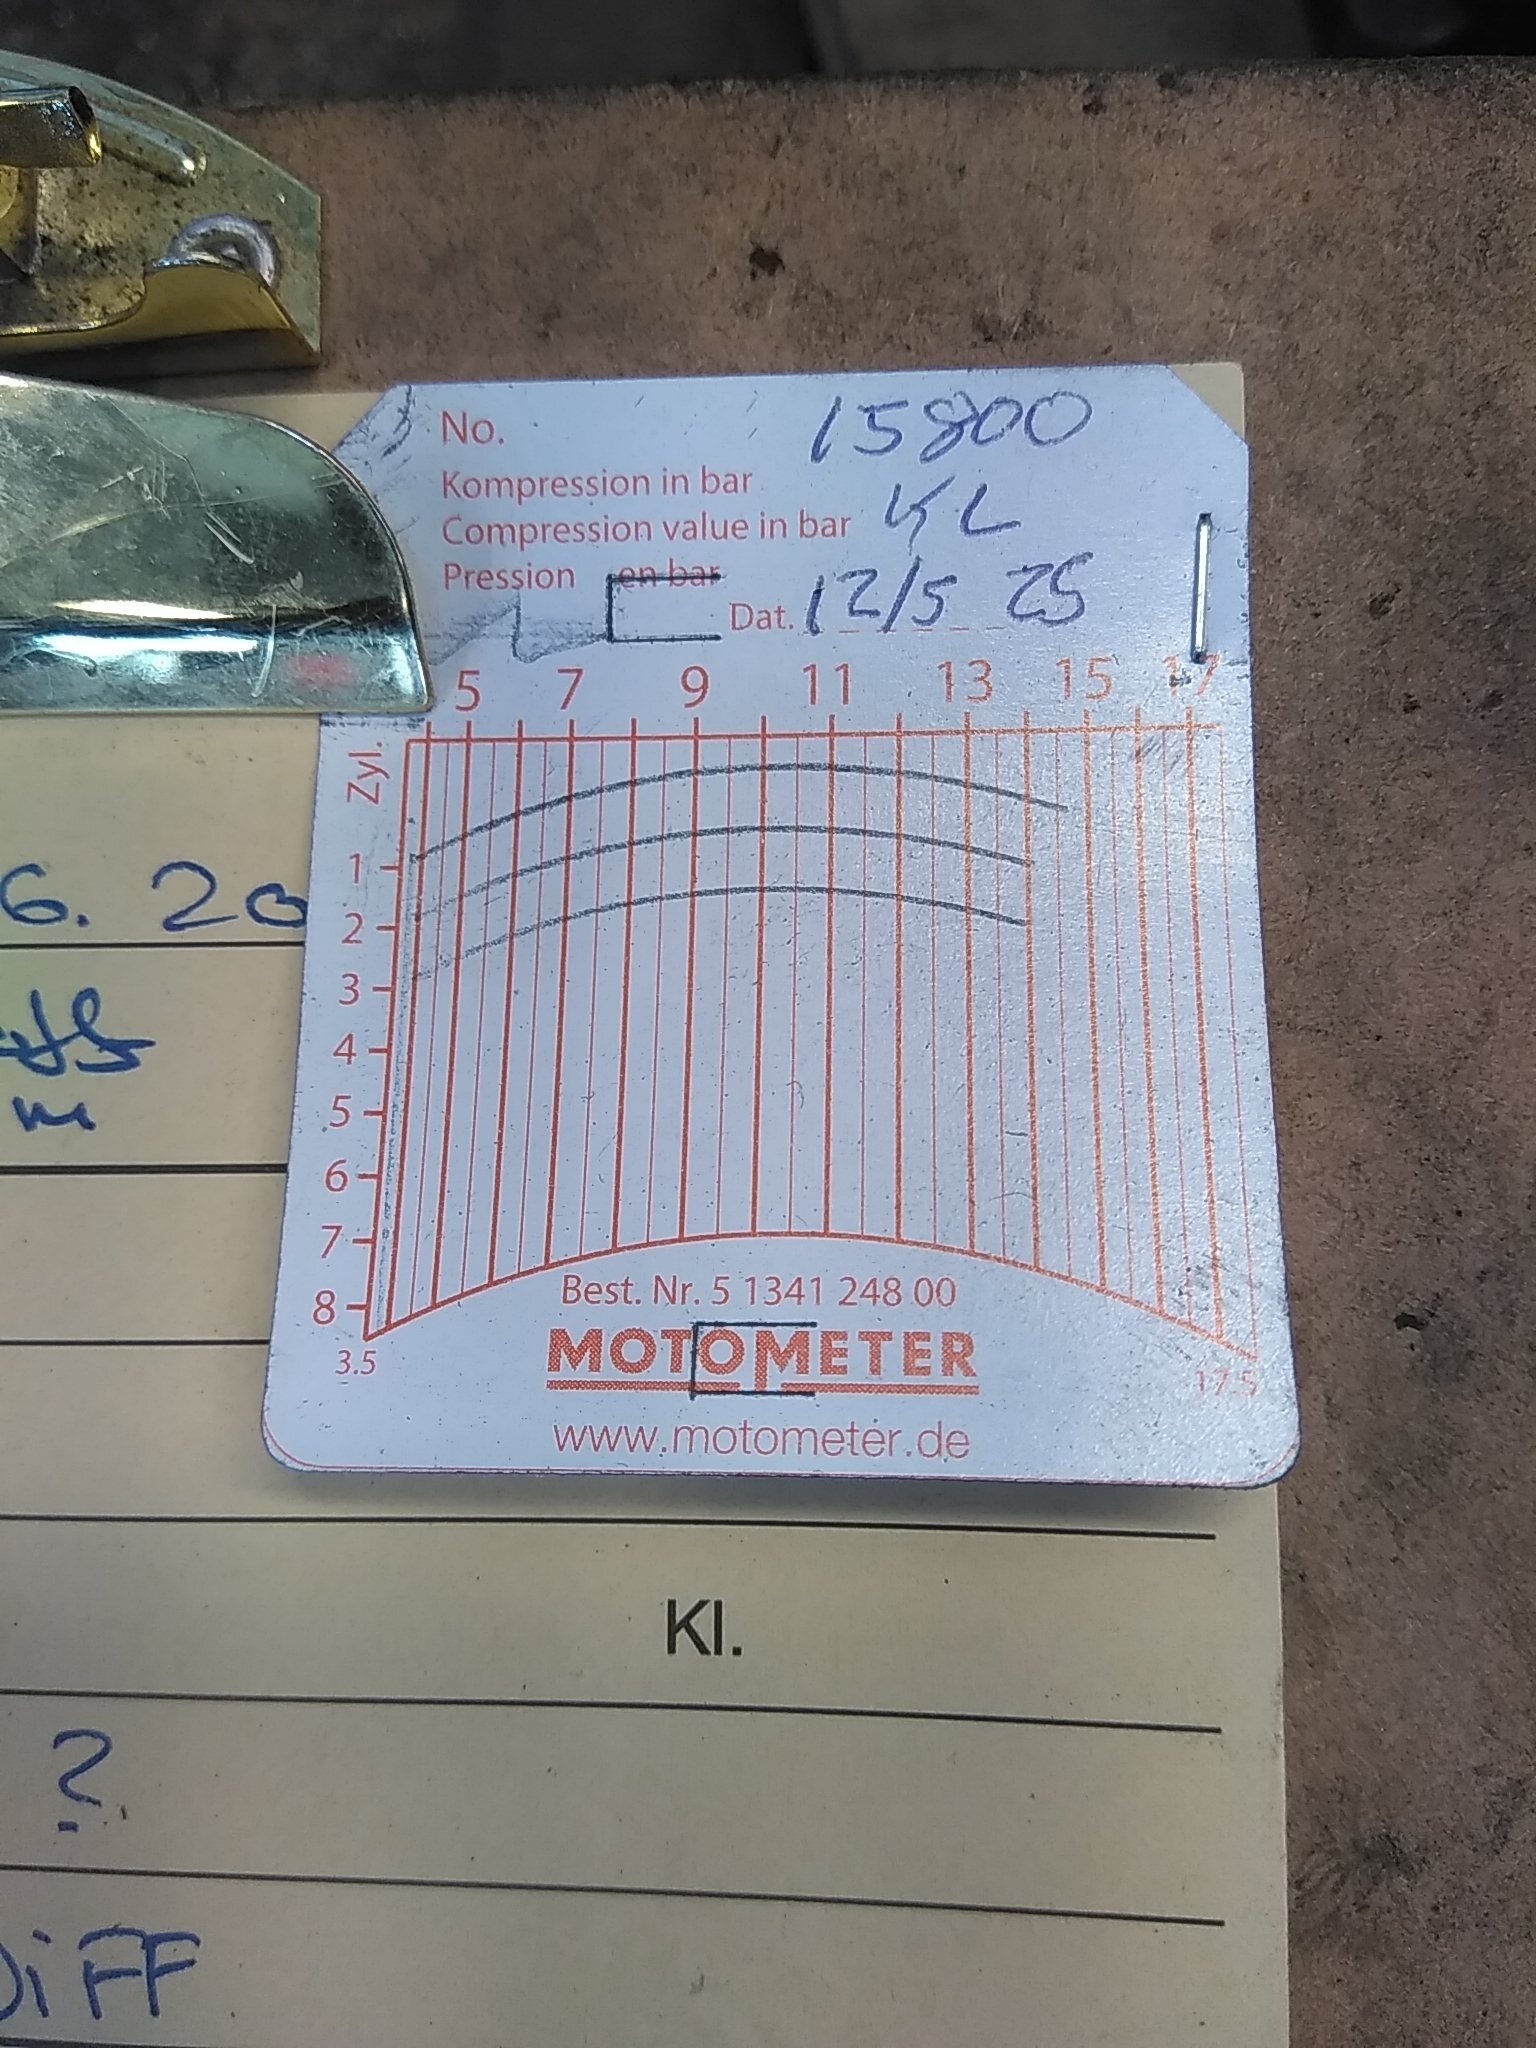 No. 15800
Kompression in bar
Compression value in bar KL
Pression en bar
Dat. 12/5 25
5 7 9 11 13 15 17
Zyl.
1
2
3
4
5
6
7
8
3.5
17.5
Best. Nr. 5 1341 248 00
MOTOMETER
www.motometer.de
6. 20
Kl.
?
DiFF